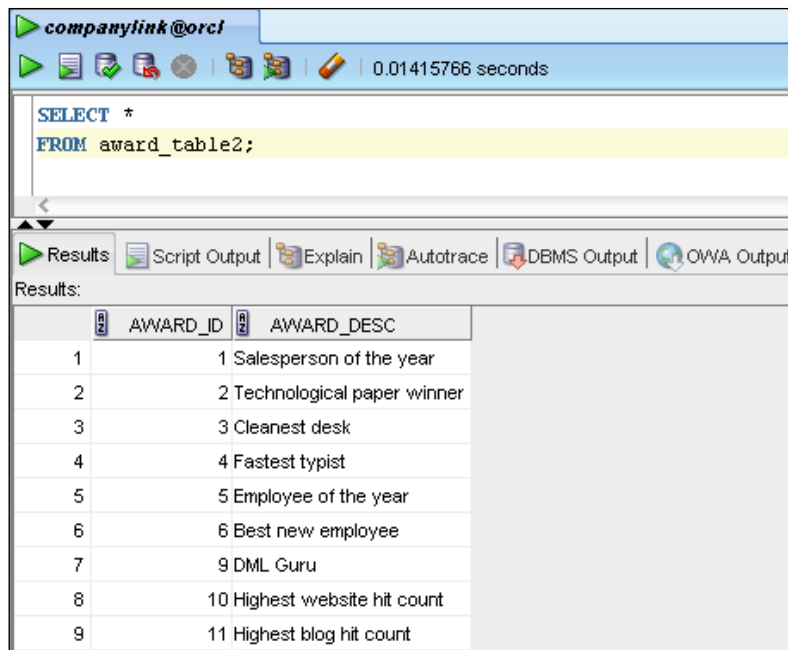 companylink@orcl
0.01415766 seconds
SELECT *
FROM award_table2;
Results Script Output Explain Autotrace DBMS Output OWA Output
Results:
AWARD_ID AWARD_DESC
1 1 Salesperson of the year
2 2 Technological paper winner
3 3 Cleanest desk
4 4 Fastest typist
5 5 Employee of the year
6 6 Best new employee
7 9 DML Guru
8 10 Highest website hit count
9 11 Highest blog hit count